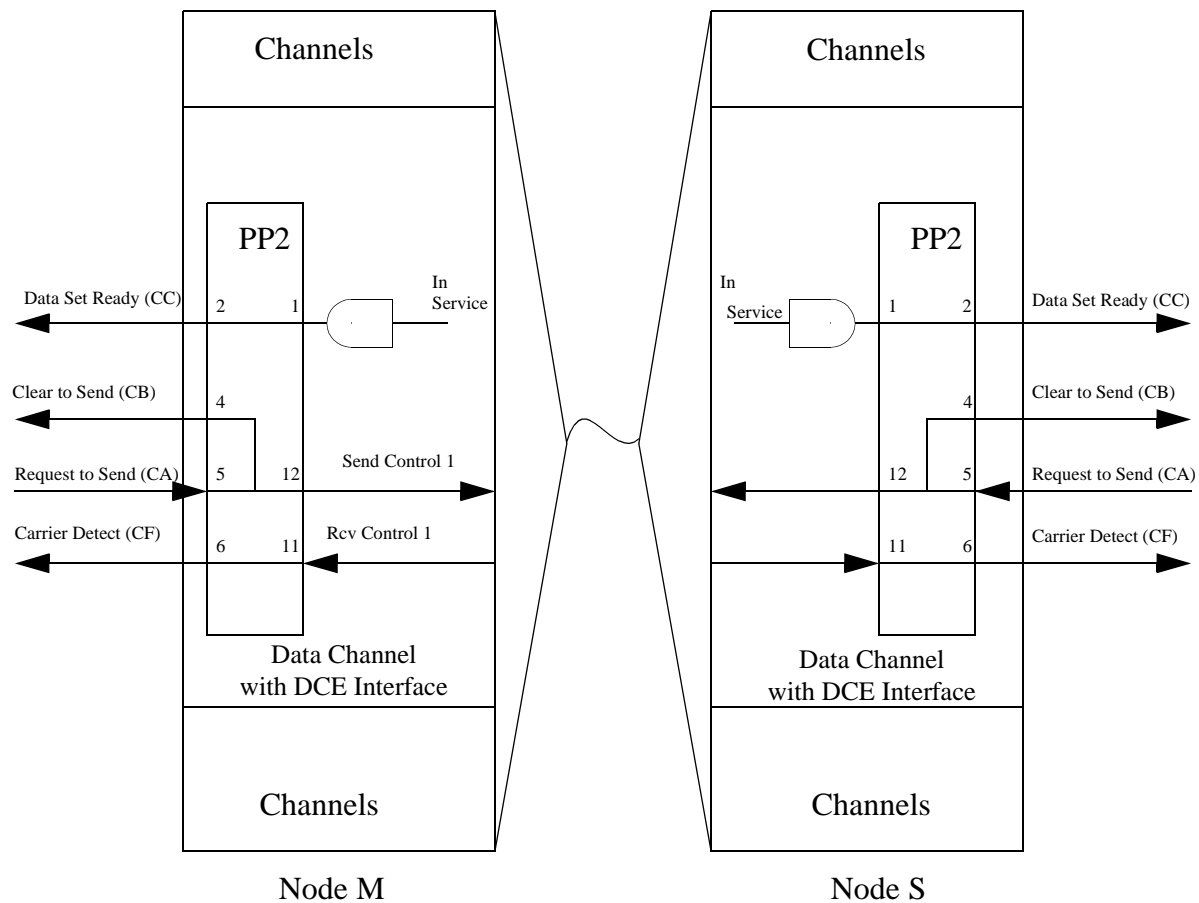 Channels
Channels
PP2
PP2
In
Service
In
Service
Data Set Ready (CC)
2
1
1
2
Data Set Ready (CC)
Clear to Send (CB)
4
4
Clear to Send (CB)
Request to Send (CA)
5
12
Send Control 1
12
5
Request to Send (CA)
Carrier Detect (CF)
6
11
Rcv Control 1
11
6
Carrier Detect (CF)
Data Channel
with DCE Interface
Data Channel
with DCE Interface
Channels
Channels
Node M
Node S